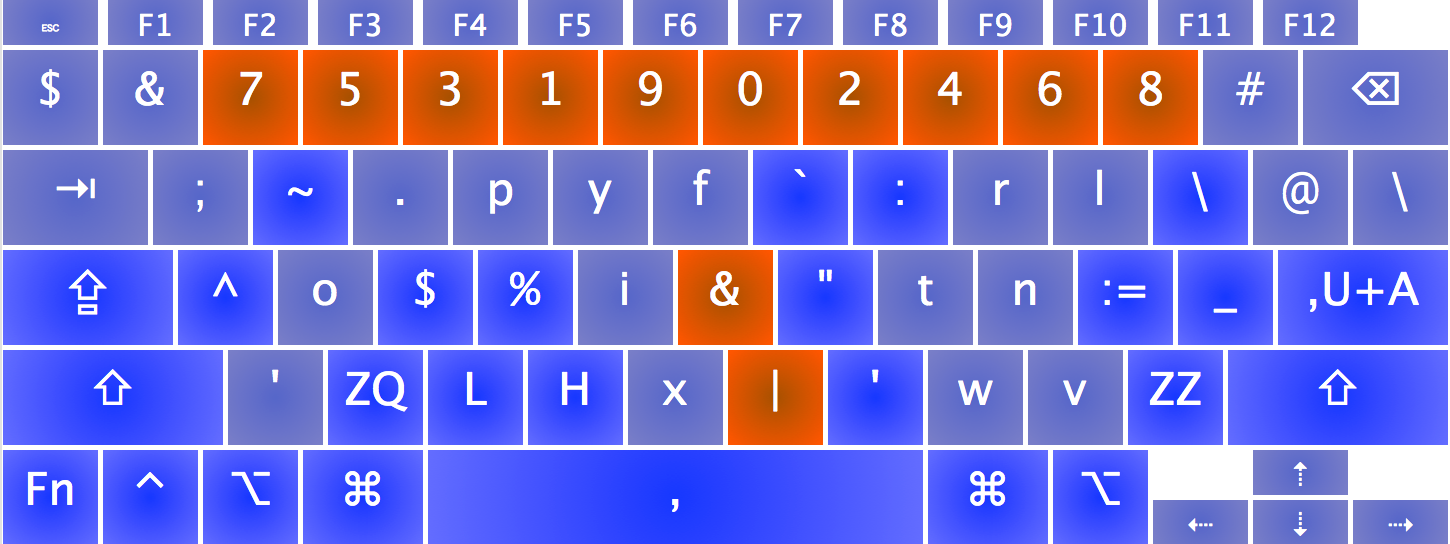 ESC F1 F2 F3 F4 F5 F6 F7 F8 F9 F10 F11 F12
$ & 7 5 3 1 9 0 2 4 6 8 # ⌫
⇥ ; ~ . p y f ` : r l \ @ \
⇪ ^ o $ % i & " t n := _ ,U+A
⇧ ' ZQ L H x | ' w v ZZ ⇧
Fn ^ ⌥ ⌘ , ⌘ ⌥ ⇡
⇠ ⇣ ⇢